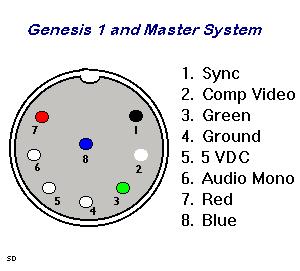 Genesis 1 and Master System
1. Sync
2. Comp Video
3. Green
4. Ground
5. 5 VDC
6. Audio Mono
7. Red
8. Blue
7
1
8
6
2
5
4
3
SD